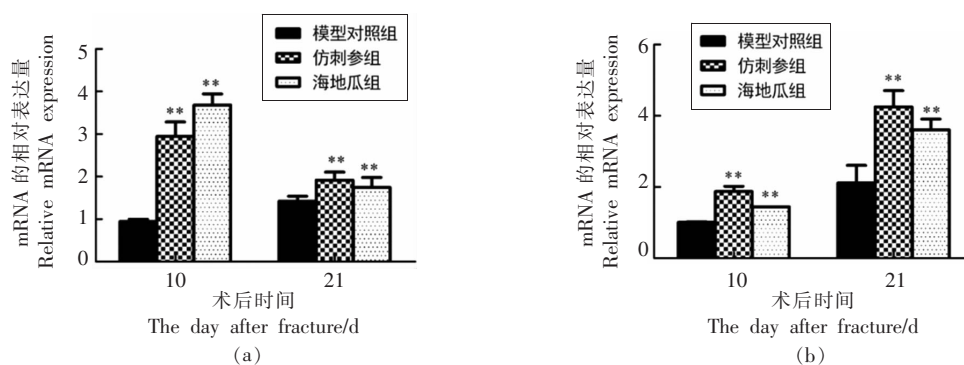 模型对照组
仿刺参组
海地瓜组
mRNA 的相对表达量
Relative mRNA expression
5
4
3
2
1
0
**
**
**
**
10
21
术后时间
The day after fracture/d
(a)
模型对照组
仿刺参组
海地瓜组
mRNA 的相对表达量
Relative mRNA expression
6
4
2
0
**
**
**
**
10
21
术后时间
The day after fracture/d
(b)